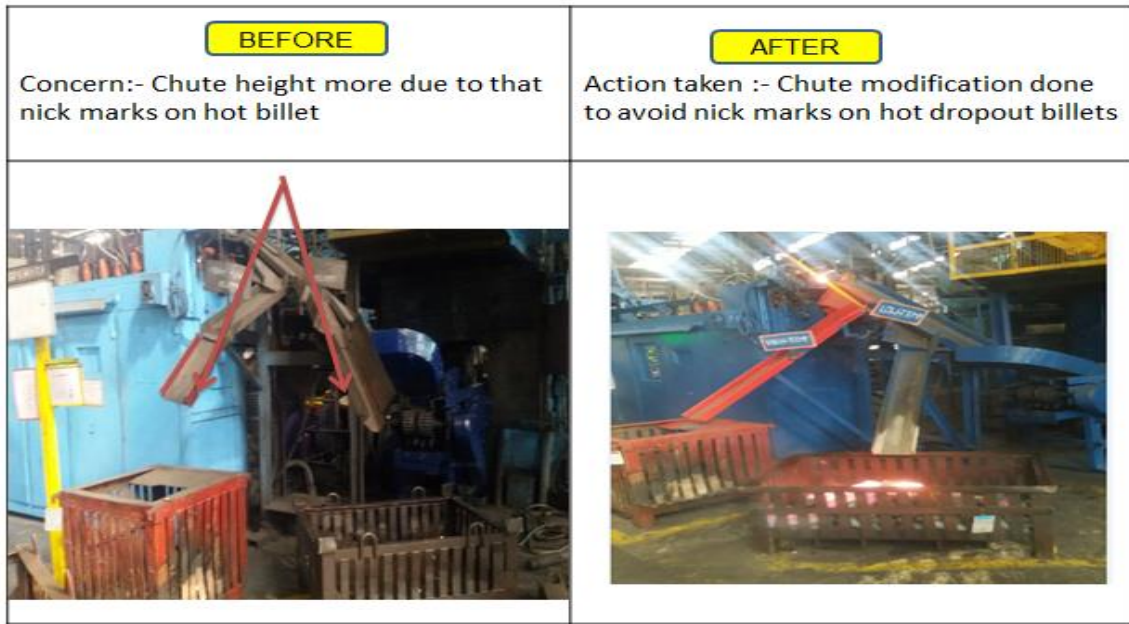 BEFORE
Concern:- Chute height more due to that
nick marks on hot billet
AFTER
Action taken :- Chute modification done
to avoid nick marks on hot dropout billets